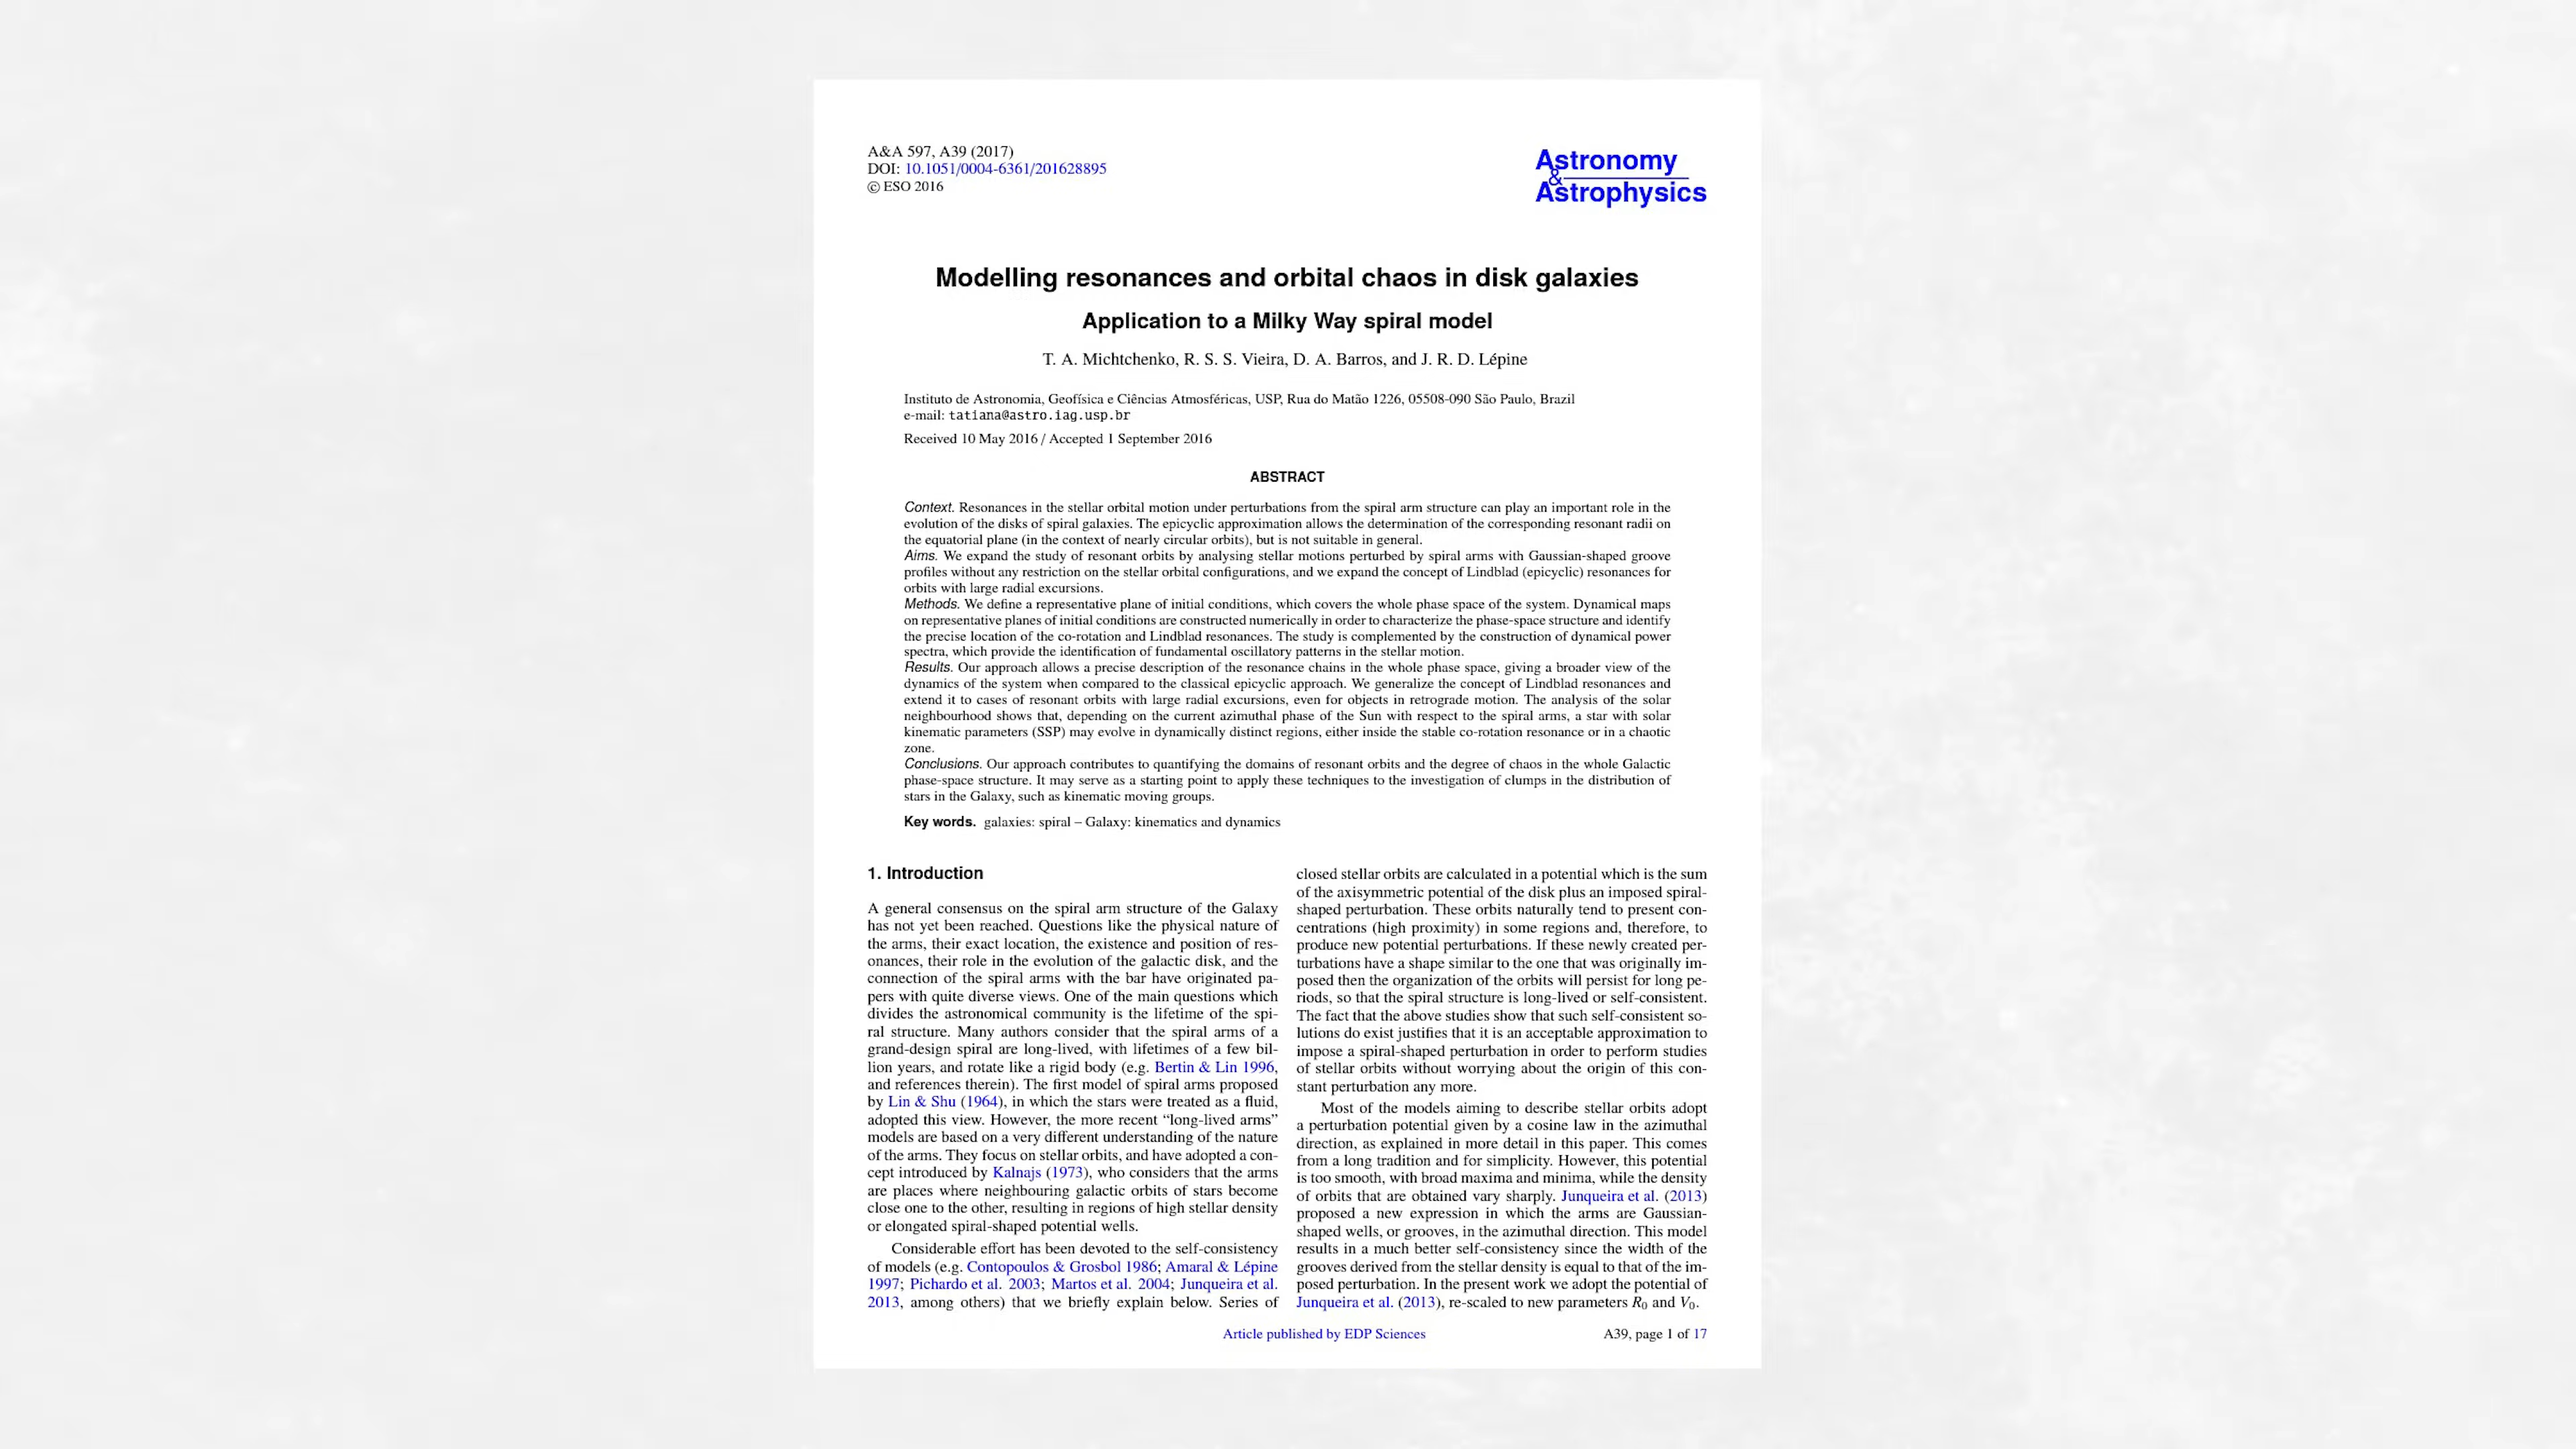 A&A 597, A39 (2017)
DOI: 10.1051/0004-6361/201628895
© ESO 2016
Astronomy
&
Astrophysics
Modelling resonances and orbital chaos in disk galaxies
Application to a Milky Way spiral model
T. A. Michtchenko, R. S. S. Vieira, D. A. Barros, and J. R. D. Lépine
Instituto de Astronomia, Geofísica e Ciências Atmosféricas, USP, Rua do Matão 1226, 05508-090 São Paulo, Brazil
e-mail: tatiana@astro.iag.usp.br
Received 10 May 2016 / Accepted 1 September 2016
ABSTRACT
Context. Resonances in the stellar orbital motion under perturbations from the spiral arm structure can play an important role in the
evolution of the disks of spiral galaxies. The epicyclic approximation allows the determination of the corresponding resonant radii on
the equatorial plane (in the context of nearly circular orbits), but is not suitable in general.
Aims. We expand the study of resonant orbits by analysing stellar motions perturbed by spiral arms with Gaussian-shaped groove
profiles without any restriction on the stellar orbital configurations, and we expand the concept of Lindblad (epicyclic) resonances for
orbits with large radial excursions.
Methods. We define a representative plane of initial conditions, which covers the whole phase space of the system. Dynamical maps
on representative planes of initial conditions are constructed numerically in order to characterize the phase-space structure and identify
the precise location of the co-rotation and Lindblad resonances. The study is complemented by the construction of dynamical power
spectra, which provide the identification of fundamental oscillatory patterns in the stellar motion.
Results. Our approach allows a precise description of the resonance chains in the whole phase space, giving a broader view of the
dynamics of the system when compared to the classical epicyclic approach. We generalize the concept of Lindblad resonances and
extend it to cases of resonant orbits with large radial excursions, even for objects in retrograde motion. The analysis of the solar
neighbourhood shows that, depending on the current azimuthal phase of the Sun with respect to the spiral arms, a star with solar
kinematic parameters (SSP) may evolve in dynamically distinct regions, either inside the stable co-rotation resonance or in a chaotic
zone.
Conclusions. Our approach contributes to quantifying the domains of resonant orbits and the degree of chaos in the whole Galactic
phase-space structure. It may serve as a starting point to apply these techniques to the investigation of clumps in the distribution of
stars in the Galaxy, such as kinematic moving groups.
Key words. galaxies: spiral – Galaxy: kinematics and dynamics
1. Introduction
A general consensus on the spiral arm structure of the Galaxy
has not yet been reached. Questions like the physical nature of
the arms, their exact location, the existence and position of res-
onances, their role in the evolution of the galactic disk, and the
connection of the spiral arms with the bar have originated pa-
pers with quite diverse views. One of the main questions which
divides the astronomical community is the lifetime of the spi-
ral structure. Many authors consider that the spiral arms of a
grand-design spiral are long-lived, with lifetimes of a few bil-
lion years, and rotate like a rigid body (e.g. Bertin & Lin 1996,
and references therein). The first model of spiral arms proposed
by Lin & Shu (1964), in which the stars were treated as a fluid,
adopted this view. However, the more recent “long-lived arms”
models are based on a very different understanding of the nature
of the arms. They focus on stellar orbits, and have adopted a con-
cept introduced by Kalnajs (1973), who considers that the arms
are places where neighbouring galactic orbits of stars become
close one to the other, resulting in regions of high stellar density
or elongated spiral-shaped potential wells.
Considerable effort has been devoted to the self-consistency
of models (e.g. Contopoulos & Grosbol 1986; Amaral & Lépine
1997; Pichardo et al. 2003; Martos et al. 2004; Junqueira et al.
2013, among others) that we briefly explain below. Series of
closed stellar orbits are calculated in a potential which is the sum
of the axisymmetric potential of the disk plus an imposed spiral-
shaped perturbation. These orbits naturally tend to present con-
centrations (high proximity) in some regions and, therefore, to
produce new potential perturbations. If these newly created per-
turbations have a shape similar to the one that was originally im-
posed then the organization of the orbits will persist for long pe-
riods, so that the spiral structure is long-lived or self-consistent.
The fact that the above studies show that such self-consistent so-
lutions do exist justifies that it is an acceptable approximation to
impose a spiral-shaped perturbation in order to perform studies
of stellar orbits without worrying about the origin of this con-
stant perturbation any more.
Most of the models aiming to describe stellar orbits adopt
a perturbation potential given by a cosine law in the azimuthal
direction, as explained in more detail in this paper. This comes
from a long tradition and for simplicity. However, this potential
is too smooth, with broad maxima and minima, while the density
of orbits that are obtained vary sharply. Junqueira et al. (2013)
proposed a new expression in which the arms are Gaussian-
shaped wells, or grooves, in the azimuthal direction. This model
results in a much better self-consistency since the width of the
grooves derived from the stellar density is equal to that of the im-
posed perturbation. In the present work we adopt the potential of
Junqueira et al. (2013), re-scaled to new parameters R0 and V0.
Article published by EDP Sciences
A39, page 1 of 17